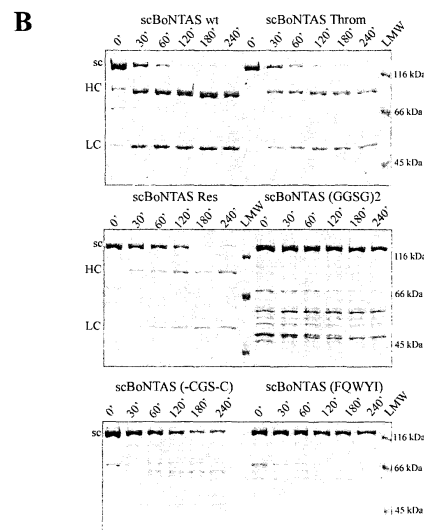 B
scBoNTAS wt scBoNTAS Throm
0' 30' 60' 120' 180' 240' 0' 30' 60' 120' 180' 240' LMW
sc
116 kDa
HC
66 kDa
LC
45 kDa
scBoNTAS Res scBoNTAS (GGSG)2
0' 30' 60' 120' 180' 240' LMW 0' 30' 60' 120' 180' 240'
sc
116 kDa
HC
66 kDa
LC
45 kDa
scBoNTAS (-CGS-C) scBoNTAS (FQWYI)
0' 30' 60' 120' 180' 240' 0' 30' 60' 120' 180' 240' LMW
sc
116 kDa
66 kDa
45 kDa